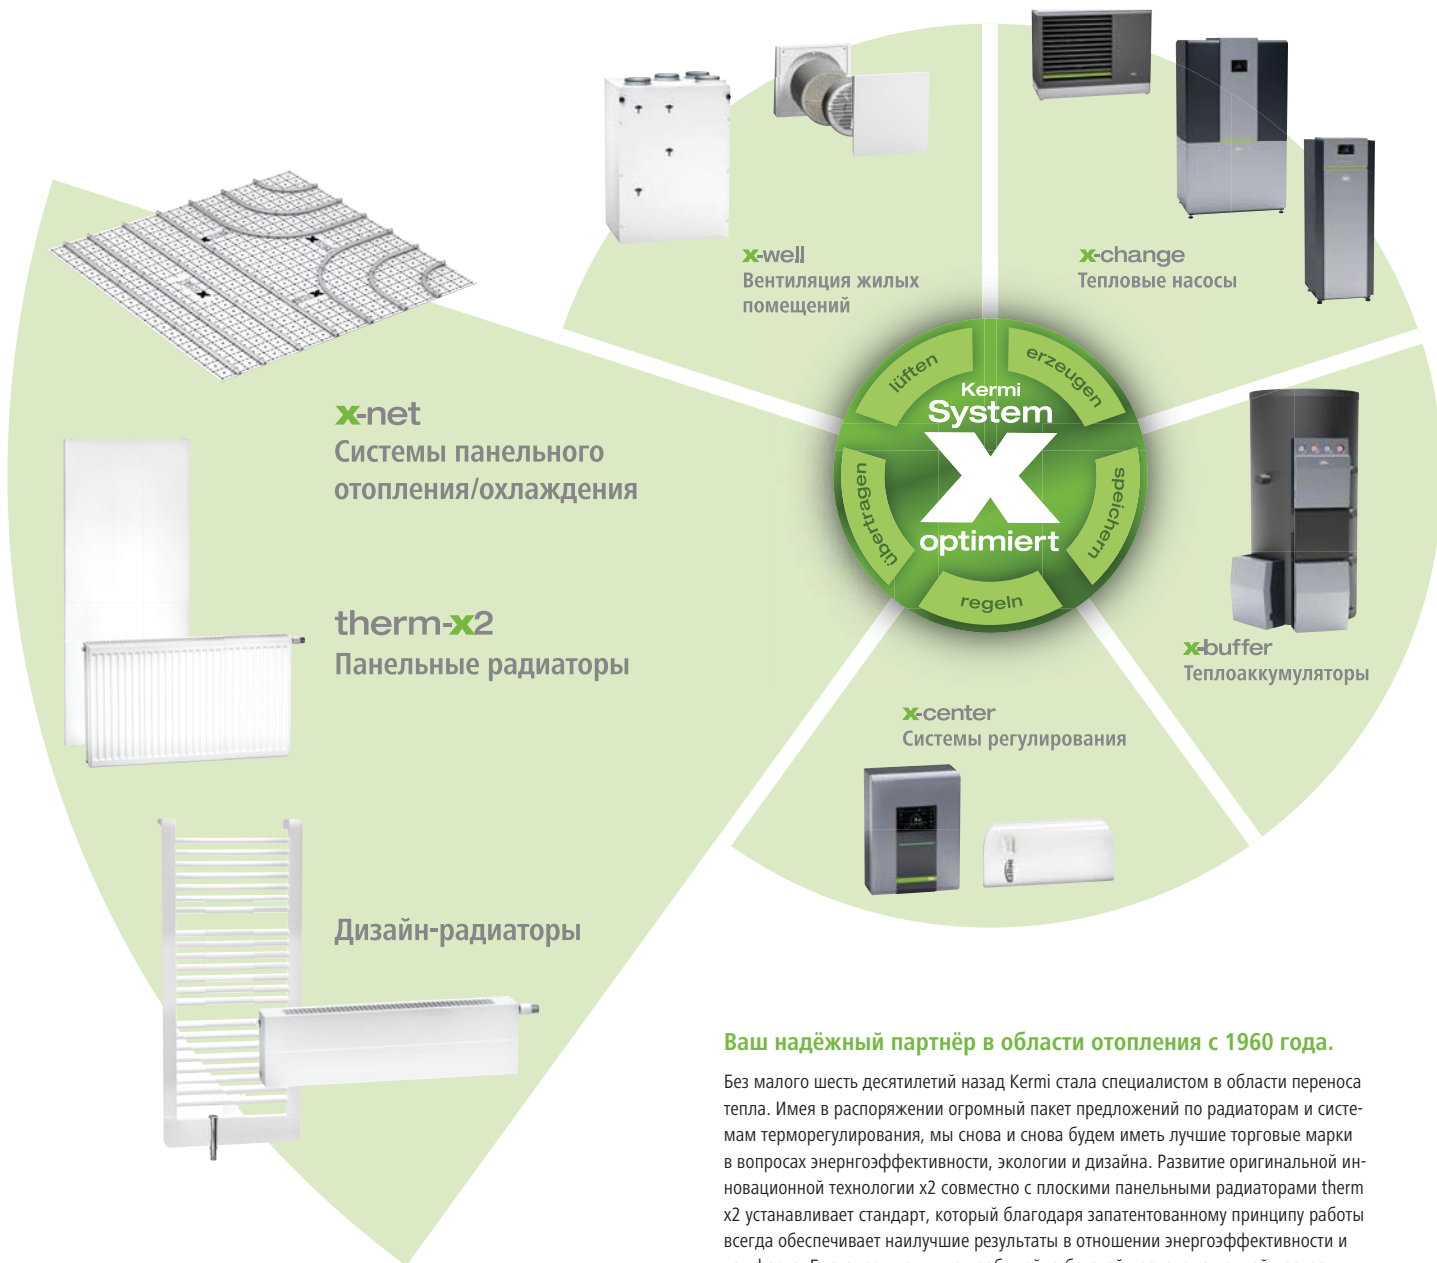 x-well
Вентиляция жилых
помещений
x-change
Тепловые насосы
x-net
Системы панельного
отопления/охлаждения
therm-x2
Панельные радиаторы
Дизайн-радиаторы
lüften
erzeugen
speichern
regeln
übertragen
Kermi
System
X
optimiert
x-buffer
Теплоаккумуляторы
x-center
Системы регулирования
Ваш надёжный партнёр в области отопления с 1960 года.
Без малого шесть десятилетий назад Kermi стала специалистом в области переноса
тепла. Имея в распоряжении огромный пакет предложений по радиаторам и систе-
мам терморегулирования, мы снова и снова будем иметь лучшие торговые марки
в вопросах энернгоэффективности, экологии и дизайна. Развитие оригинальной ин-
новационной технологии x2 совместно с плоскими панельными радиаторами therm
x2 устанавливает стандарт, который благодаря запатентованному принципу работы
всегда обеспечивает наилучшие результаты в отношении энергоэффективности и